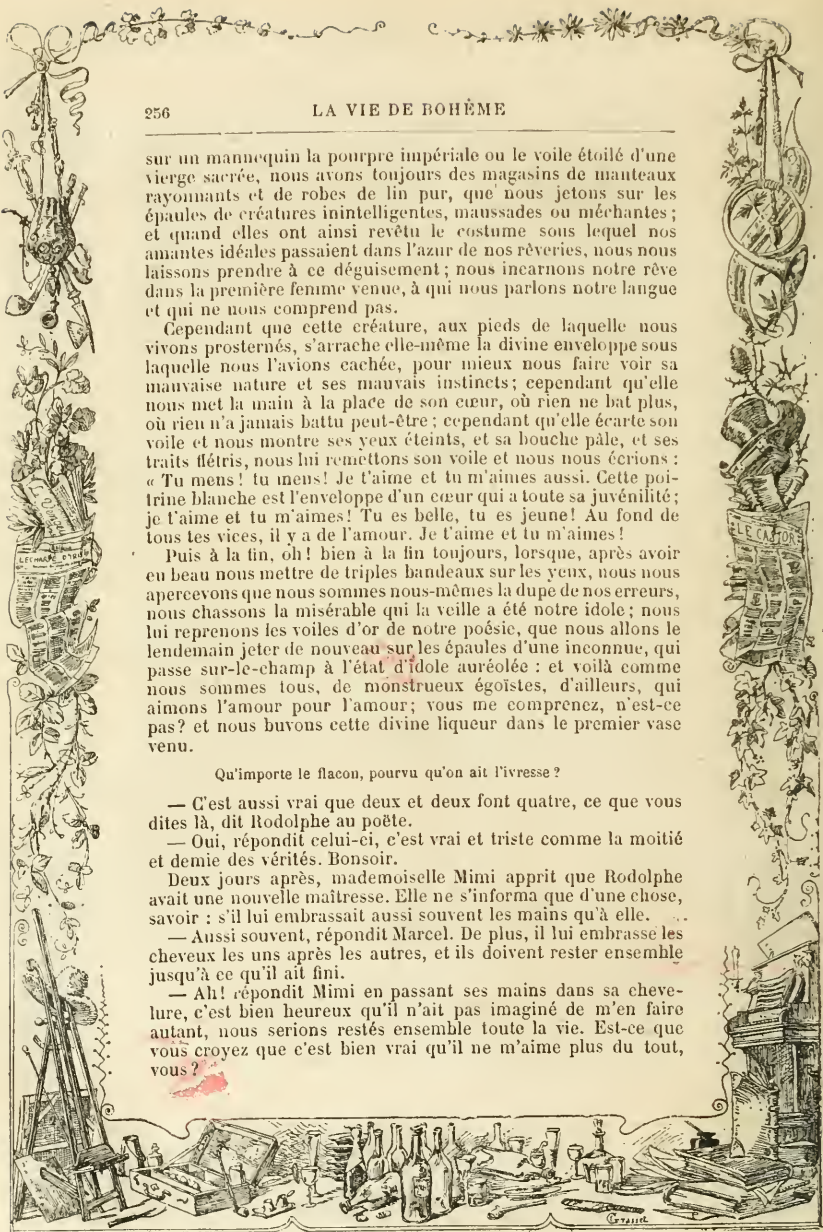 256
LA VIE DE BOHÊME
sur un mannequin la pourpre impériale ou le voile étoilé d'une
vierge sacrée, nous avons toujours des magasins de manteaux
rayonnants et de robes de lin pur, que nous jetons sur les
épaules de créatures inintelligentes, maussades ou méchantes ;
et quand elles ont ainsi revêtu le costume sous lequel nos
amantes idéales passaient dans l'azur de nos rêveries, nous nous
laissons prendre à ce déguisement ; nous incarnons notre rêve
dans la première femme venue, à qui nous parlons notre langue
et qui ne nous comprend pas.
Cependant que cette créature, aux pieds de laquelle nous
vivons prosternés, s'arrache elle-même la divine enveloppe sous
laquelle nous l'avions cachée, pour mieux nous faire voir sa
mauvaise nature et ses mauvais instincts ; cependant qu'elle
nous met la main à la place de son cœur, où rien ne bat plus,
où rien n'a jamais battu peut-être ; cependant qu'elle écarte son
voile et nous montre ses yeux éteints, et sa bouche pâle, et ses
traits flétris, nous lui remettons son voile et nous nous écrions :
« Tu mens ! tu mens ! Je t'aime et tu m'aimes aussi. Cette poi-
trine blanche est l'enveloppe d'un cœur qui a toute sa juvénilité ;
je t'aime et tu m'aimes ! Tu es belle, tu es jeune ! Au fond de
tous tes vices, il y a de l'amour. Je t'aime et tu m'aimes !
Puis à la fin, oh ! bien à la fin toujours, lorsque, après avoir
eu beau nous mettre de triples bandeaux sur les yeux, nous nous
apercevons que nous sommes nous-mêmes la dupe de nos erreurs,
nous chassons la misérable qui la veille a été notre idole ; nous
lui reprenons les voiles d'or de notre poésie, que nous allons le
lendemain jeter de nouveau sur les épaules d'une inconnue, qui
passe sur-le-champ à l'état d'idole auréolée : et voilà comme
nous sommes tous, de monstrueux égoïstes, d'ailleurs, qui
aimons l'amour pour l'amour ; vous me comprenez, n'est-ce
pas ? et nous buvons cette divine liqueur dans le premier vase
venu.
Qu'importe le flacon, pourvu qu'on ait l'ivresse ?
— C'est aussi vrai que deux et deux font quatre, ce que vous
dites là, dit Rodolphe au poëte.
— Oui, répondit celui-ci, c'est vrai et triste comme la moitié
et demie des vérités. Bonsoir.
Deux jours après, mademoiselle Mimi apprit que Rodolphe
avait une nouvelle maîtresse. Elle ne s'informa que d'une chose,
savoir : s'il lui embrassait aussi souvent les mains qu'à elle.
— Aussi souvent, répondit Marcel. De plus, il lui embrasse les
cheveux les uns après les autres, et ils doivent rester ensemble
jusqu'à ce qu'il ait fini.
— Ah ! répondit Mimi en passant ses mains dans sa cheve-
lure, c'est bien heureux qu'il n'ait pas imaginé de m'en faire
autant, nous serions restés ensemble toute la vie. Est-ce que
vous croyez que c'est bien vrai qu'il ne m'aime plus du tout,
vous ?
LE CASTOR
L'ECHARPE D'IRIS
Grasset